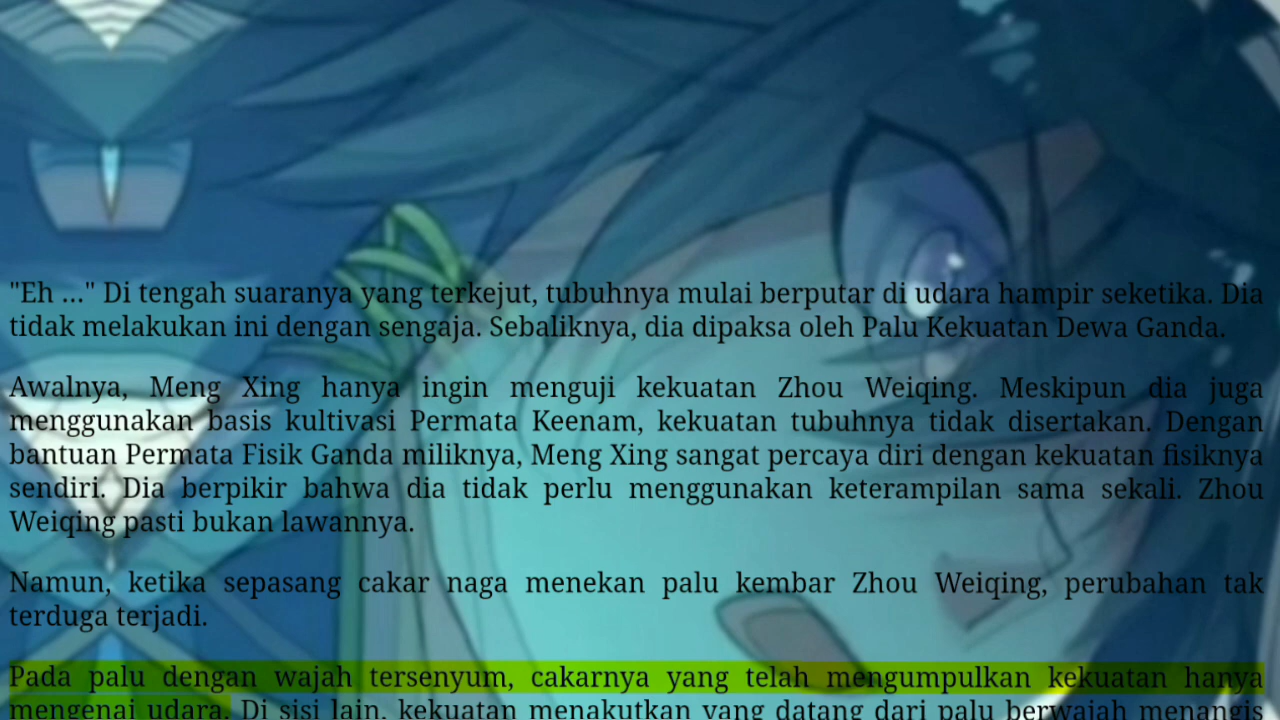 "Eh ..." Di tengah suaranya yang terkejut, tubuhnya mulai berputar di udara hampir seketika. Dia
tidak melakukan ini dengan sengaja. Sebaliknya, dia dipaksa oleh Palu Kekuatan Dewa Ganda.
Awalnya, Meng Xing hanya ingin menguji kekuatan Zhou Weiqing. Meskipun dia juga
menggunakan basis kultivasi Permata Keenam, kekuatan tubuhnya tidak disertakan. Dengan
bantuan Permata Fisik Ganda miliknya, Meng Xing sangat percaya diri dengan kekuatan fisiknya
sendiri. Dia berpikir bahwa dia tidak perlu menggunakan keterampilan sama sekali. Zhou
Weiqing pasti bukan lawannya.
Namun, ketika sepasang cakar naga menekan palu kembar Zhou Weiqing, perubahan tak
terduga terjadi.
Pada palu dengan wajah tersenyum, cakarnya yang telah mengumpulkan kekuatan hanya
mengenai udara. Di sisi lain, kekuatan menakutkan yang datang dari palu berwajah menangis